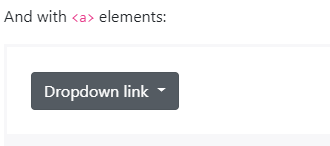 And with <a> elements:
Dropdown link